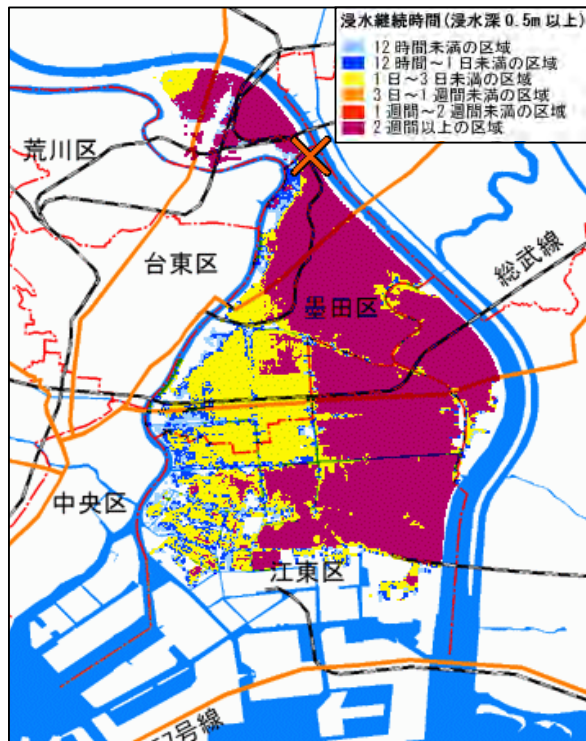 浸水継続時間(浸水深0.5m以上)
12時間未満の区域
12時間~1日未満の区域
1日~3日未満の区域
3日~1週間未満の区域
1週間~2週間未満の区域
2週間以上の区域
荒川区
台東区
総武線
墨田区
中央区
江東区
号線